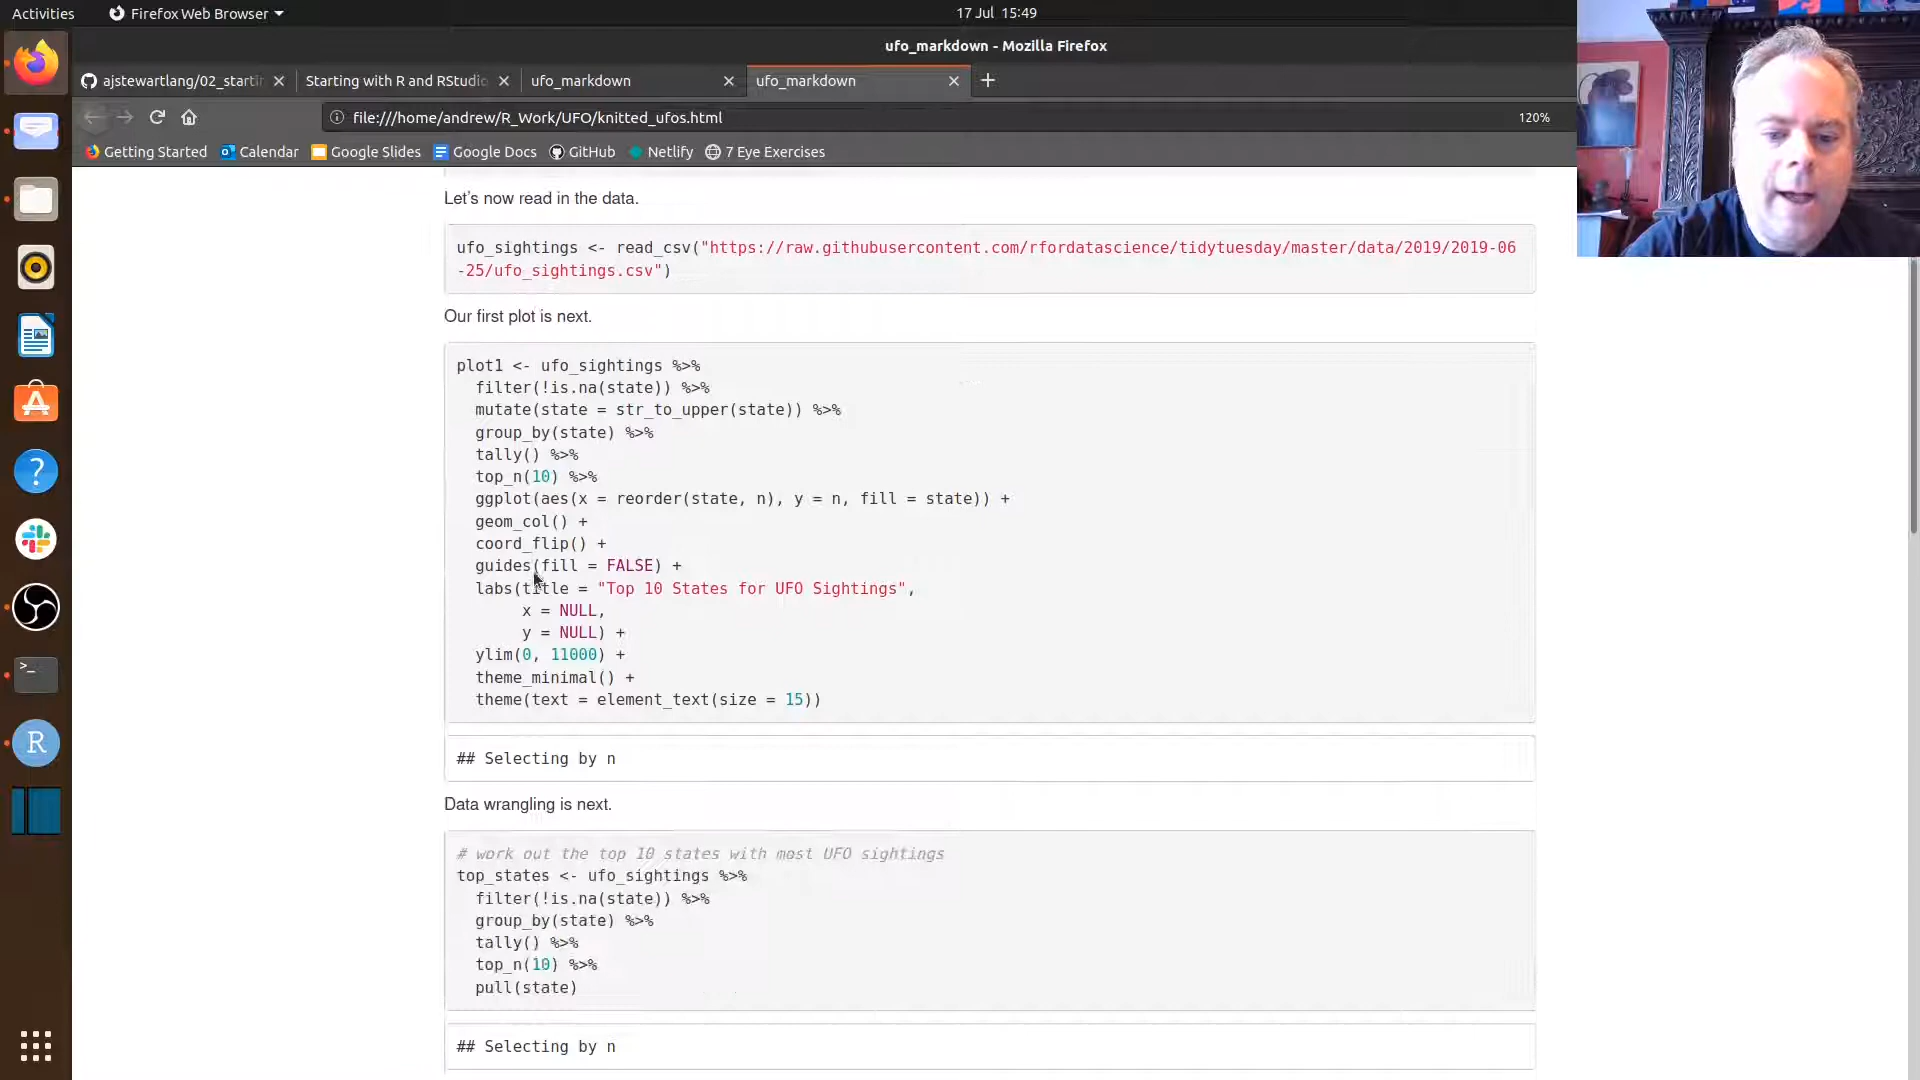 Activities
Firefox Web Browser
17 Jul 15:49
ufo_markdown - Mozilla Firefox
ajstewartlang/02_starti
Starting with R and RStudio
ufo_markdown
ufo_markdown
file:///home/andrew/R_Work/UFO/knitted_ufos.html
120%
Getting Started
Calendar
Google Slides
Google Docs
GitHub
Netlify
7 Eye Exercises
Let's now read in the data.
ufo_sightings <- read_csv("https://raw.githubusercontent.com/rfordatascience/tidytuesday/master/data/2019/2019-06
-25/ufo_sightings.csv")
Our first plot is next.
plot1 <- ufo_sightings %>%
  filter(!is.na(state)) %>%
  mutate(state = str_to_upper(state)) %>%
  group_by(state) %>%
  tally() %>%
  top_n(10) %>%
  ggplot(aes(x = reorder(state, n), y = n, fill = state)) +
  geom_col() +
  coord_flip() +
  guides(fill = FALSE) +
  labs(title = "Top 10 States for UFO Sightings",
       x = NULL,
       y = NULL) +
  ylim(0, 11000) +
  theme_minimal() +
  theme(text = element_text(size = 15))
## Selecting by n
Data wrangling is next.
# work out the top 10 states with most UFO sightings
top_states <- ufo_sightings %>%
  filter(!is.na(state)) %>%
  group_by(state) %>%
  tally() %>%
  top_n(10) %>%
  pull(state)
## Selecting by n